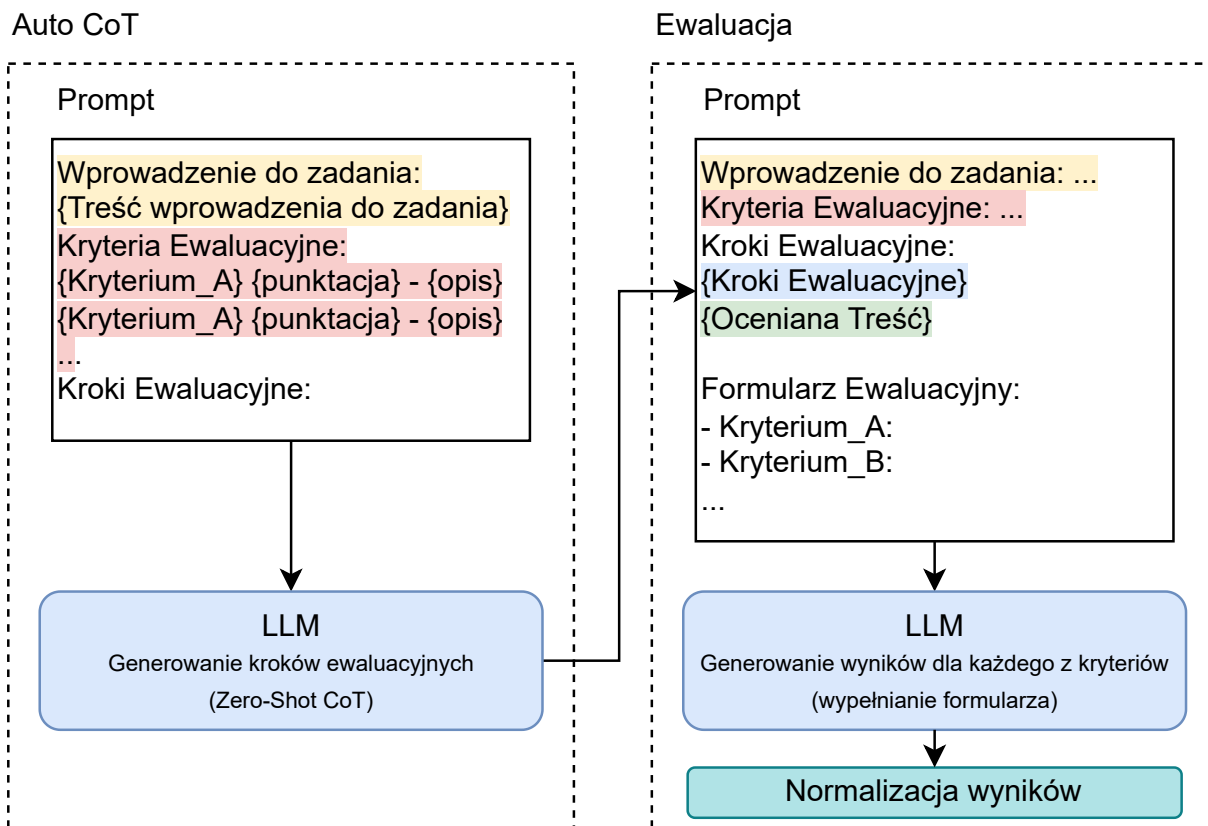 Auto CoT
Prompt
Wprowadzenie do zadania:
{Treść wprowadzenia do zadania}
Kryteria Ewaluacyjne:
{Kryterium_A} {punktacja} - {opis}
{Kryterium_A} {punktacja} - {opis}
...
Kroki Ewaluacyjne:
LLM
Generowanie kroków ewaluacyjnych
(Zero-Shot CoT)
Ewaluacja
Prompt
Wprowadzenie do zadania: ...
Kryteria Ewaluacyjne: ...
Kroki Ewaluacyjne:
{Kroki Ewaluacyjne}
{Oceniana Treść}
Formularz Ewaluacyjny:
- Kryterium_A:
- Kryterium_B:
...
LLM
Generowanie wyników dla każdego z kryteriów
(wypełnianie formularza)
Normalizacja wyników